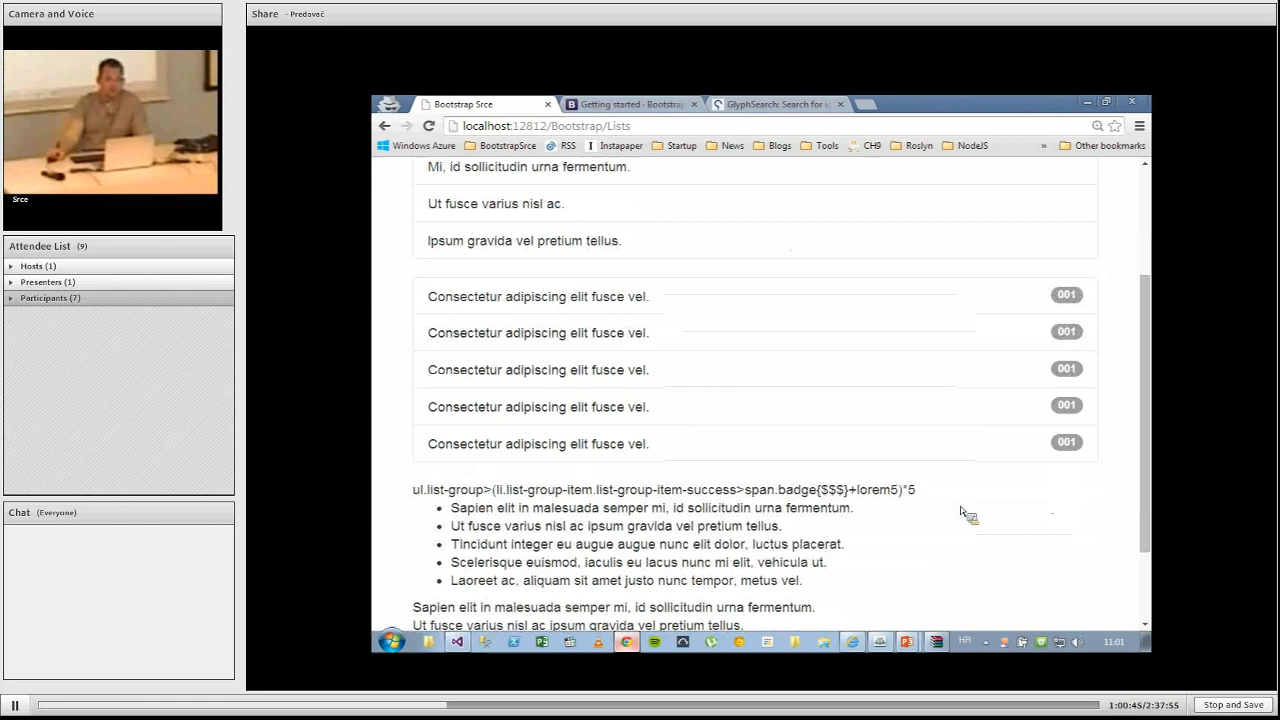 Camera and Voice
Srce
Attendee List (9)
Hosts (1)
Presenters (1)
Participants (7)
Chat (Everyone)
Share - Predavač
Bootstrap Srce
Getting started · Bootstrap
GlyphSearch: Search for ic
localhost:12812/Bootstrap/Lists
Windows Azure BootstrapSrce RSS Instapaper Startup News Blogs Tools CH9 Roslyn NodeJS » Other bookmarks
Mi, id sollicitudin urna fermentum.
Ut fusce varius nisl ac.
Ipsum gravida vel pretium tellus.
Consectetur adipiscing elit fusce vel. 001
Consectetur adipiscing elit fusce vel. 001
Consectetur adipiscing elit fusce vel. 001
Consectetur adipiscing elit fusce vel. 001
Consectetur adipiscing elit fusce vel. 001
ul.list-group>(li.list-group-item.list-group-item-success>span.badge{$$$}+lorem5)*5
Sapien elit in malesuada semper mi, id sollicitudin urna fermentum.
Ut fusce varius nisl ac ipsum gravida vel pretium tellus.
Tincidunt integer eu augue augue nunc elit dolor, luctus placerat.
Scelerisque euismod, iaculis eu lacus nunc mi elit, vehicula ut.
Laoreet ac, aliquam sit amet justo nunc tempor, metus vel.
Sapien elit in malesuada semper mi, id sollicitudin urna fermentum.
Ut fusce varius nisl ac ipsum gravida vel pretium tellus.
HR 11:01
1:00:45/2:37:55
Stop and Save